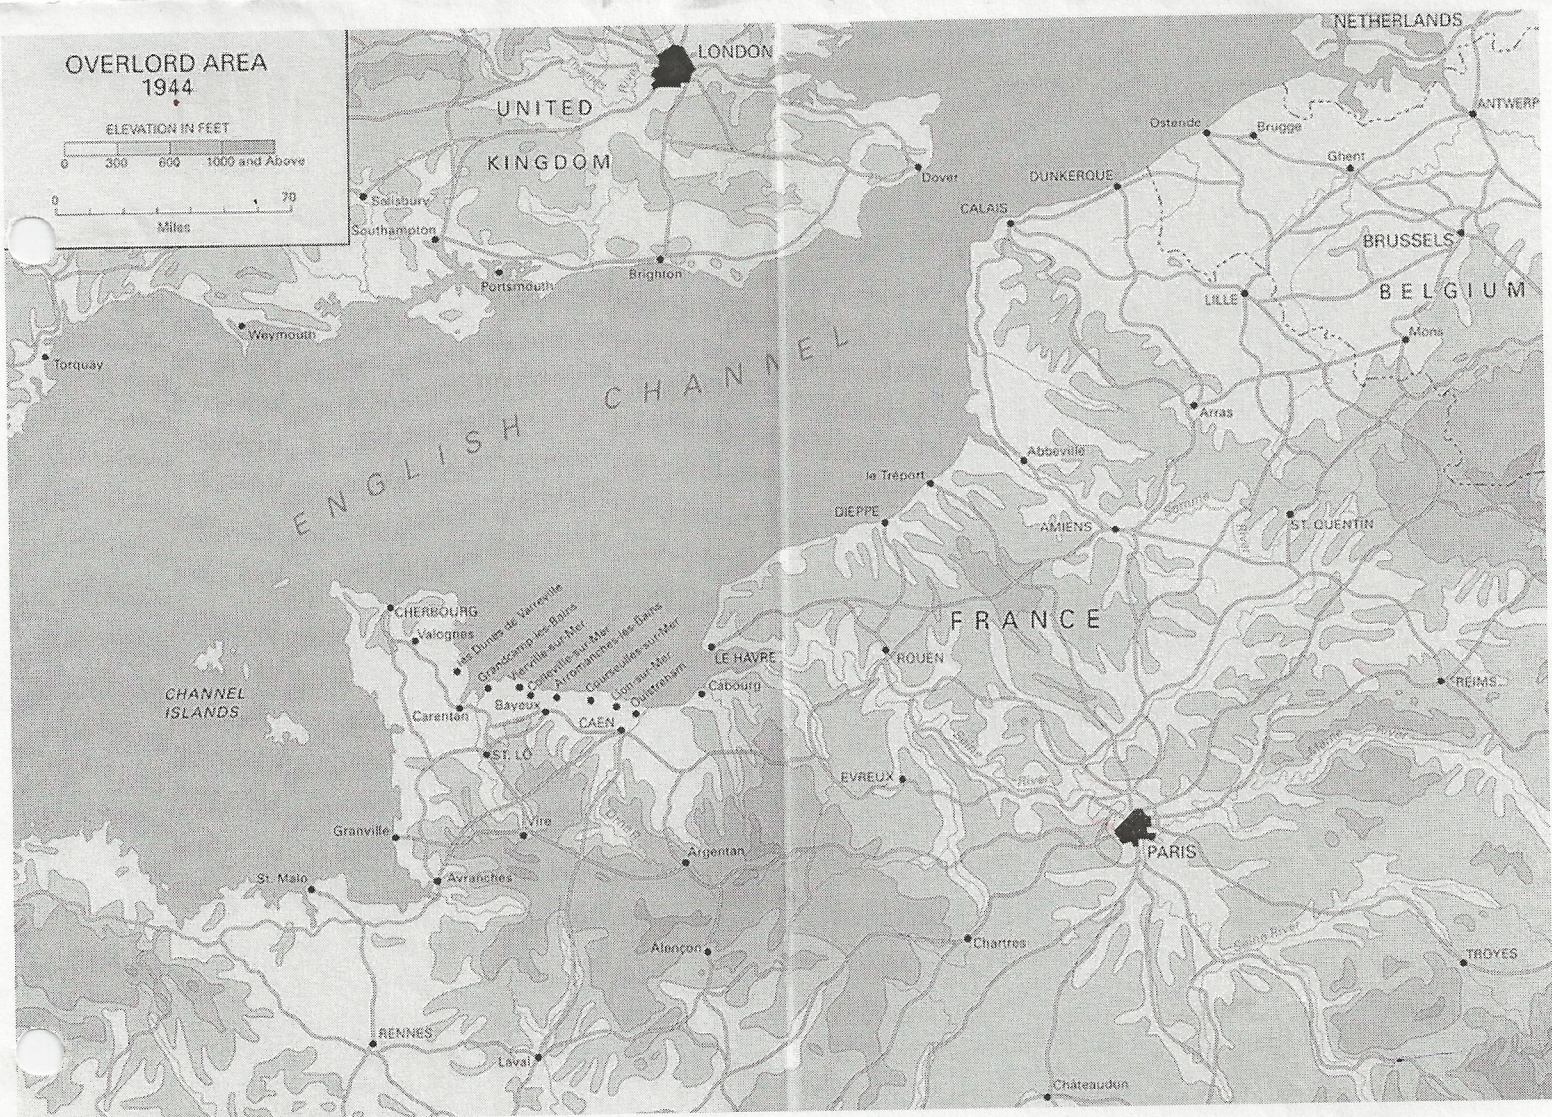 OVERLORD AREA
1944
ELEVATION IN FEET
0 300 600 1000 and Above
0 70
Miles
NETHERLANDS
LONDON
UNITED
KINGDOM
ANTWERP
Ostende
Brugge
Ghent
Dover
DUNKERQUE
Salisbury
CALAIS
Southampton
BRUSSELS
Brighton
Portsmouth
BELGIUM
LILLE
Weymouth
Mons
Torquay
ENGLISH CHANNEL
Arras
Abbeville
le Tréport
Somme
River
DIEPPE
AMIENS
ST. QUENTIN
CHERBOURG
Valognes
les Dunes de Varreville
Grandcamp-les-Bains
Vierville-sur-Mer
Colleville-sur-Mer
Arromanches-les-Bains
Courseulles-sur-Mer
Lion-sur-Mer
Ouistreham
FRANCE
LE HAVRE
ROUEN
Cabourg
REIMS
CHANNEL
ISLANDS
Carentan
Bayeux
CAEN
ST. LÔ
Seine
River
Marne
River
EVREUX
Granville
Vire
PARIS
Argentan
St. Malo
Avranches
Alençon
Chartres
Seine River
TROYES
RENNES
Laval
Châteaudun